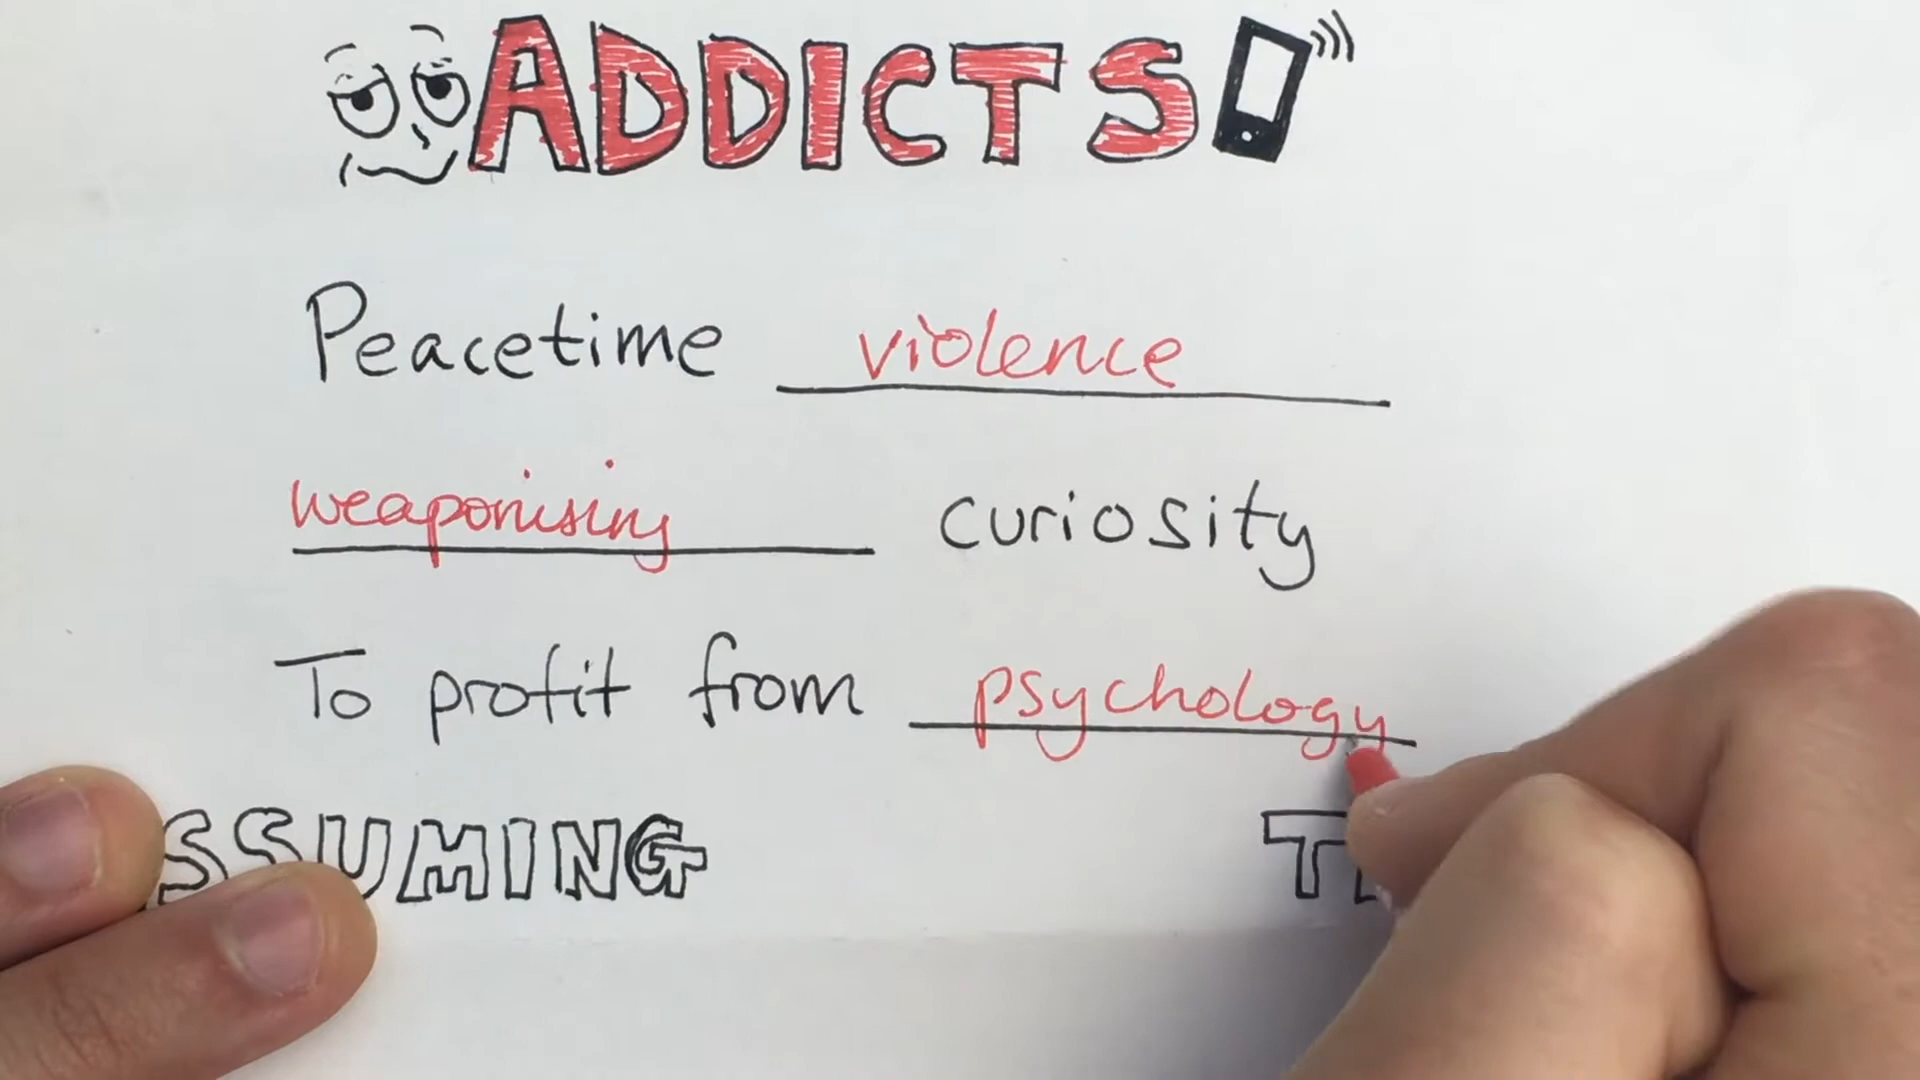 ADDICTS
Peacetime violence
weaponising curiosity
To profit from psychology
SSUMING T